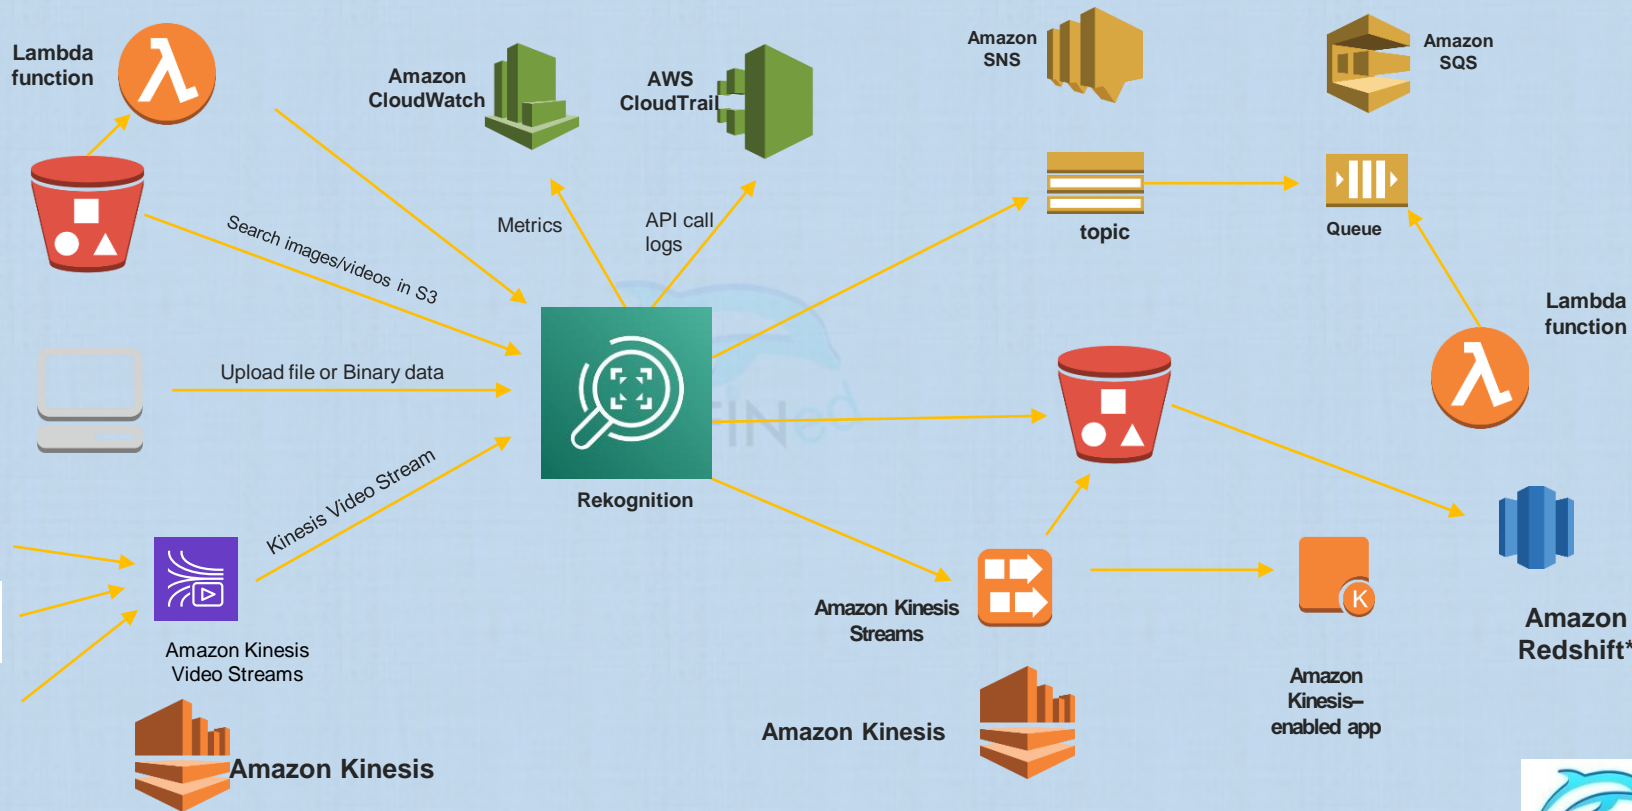 Lambda
function
Amazon
CloudWatch
AWS
CloudTrail
Amazon
SNS
Amazon
SQS
Search images/videos in S3
Metrics
API call
logs
topic
Queue
Lambda
function
Upload file or Binary data
Kinesis Video Stream
Rekognition
Amazon Kinesis
Video Streams
Amazon Kinesis
Amazon Kinesis
Streams
Amazon Kinesis
K
Amazon
Kinesis–
enabled app
Amazon
Redshift*